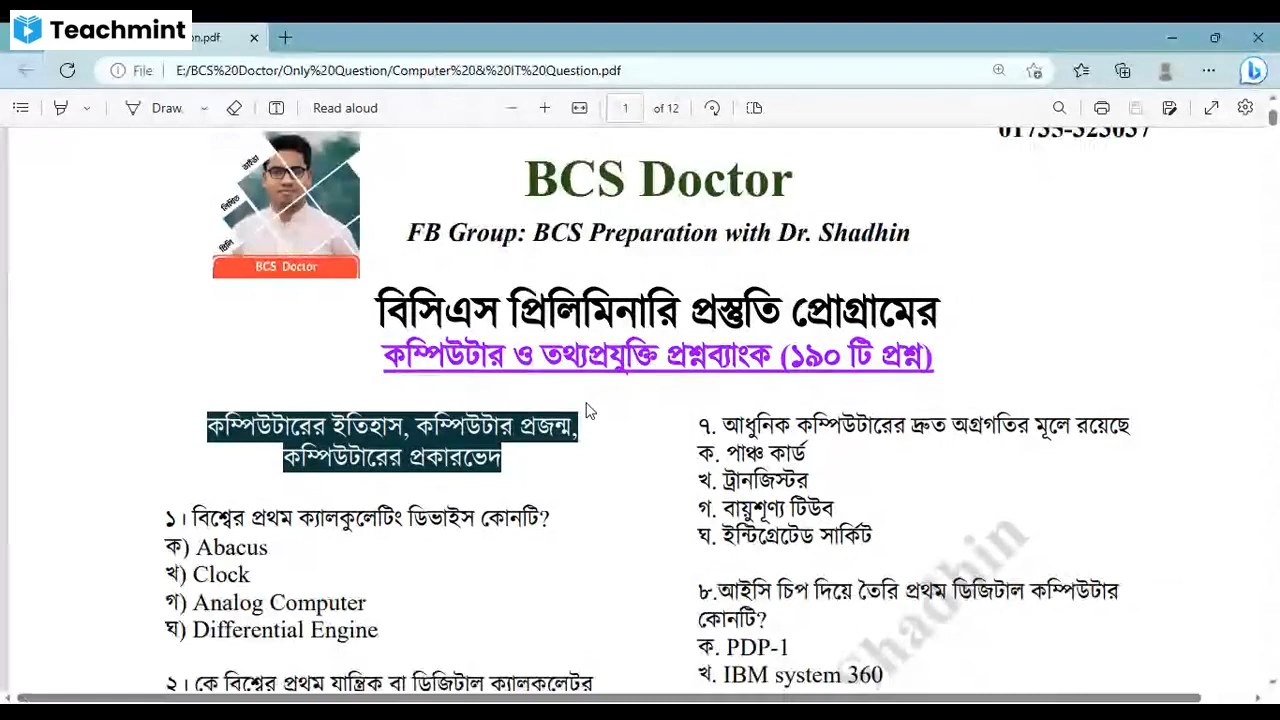 Teachmint
on.pdf
File
E:/BCS%20Doctor/Only%20Question/Computer%20&%20IT%20Question.pdf
Draw
Read aloud
1 of 12
BCS Doctor
FB Group: BCS Preparation with Dr. Shadhin
ভাইভা
লিখিত
প্রিলি
BCS Doctor
বিসিএস প্রিলিমিনারি প্রস্তুতি প্রোগ্রামের
কম্পিউটার ও তথ্যপ্রযুক্তি প্রশ্নব্যাংক (১৯০ টি প্রশ্ন)
কম্পিউটারের ইতিহাস, কম্পিউটার প্রজন্ম,
কম্পিউটারের প্রকারভেদ
১। বিশ্বের প্রথম ক্যালকুলেটিং ডিভাইস কোনটি?
ক) Abacus
খ) Clock
গ) Analog Computer
ঘ) Differential Engine
২। কে বিশ্বের প্রথম যান্ত্রিক বা ডিজিটাল ক্যালকলেটর
৭. আধুনিক কম্পিউটারের দ্রুত অগ্রগতির মূলে রয়েছে
ক. পাঞ্চ কার্ড
খ. ট্রানজিস্টর
গ. বায়ুশূণ্য টিউব
ঘ. ইন্টিগ্রেটেড সার্কিট
৮.আইসি চিপ দিয়ে তৈরি প্রথম ডিজিটাল কম্পিউটার
কোনটি?
ক. PDP-1
খ. IBM system 360
Shadhin